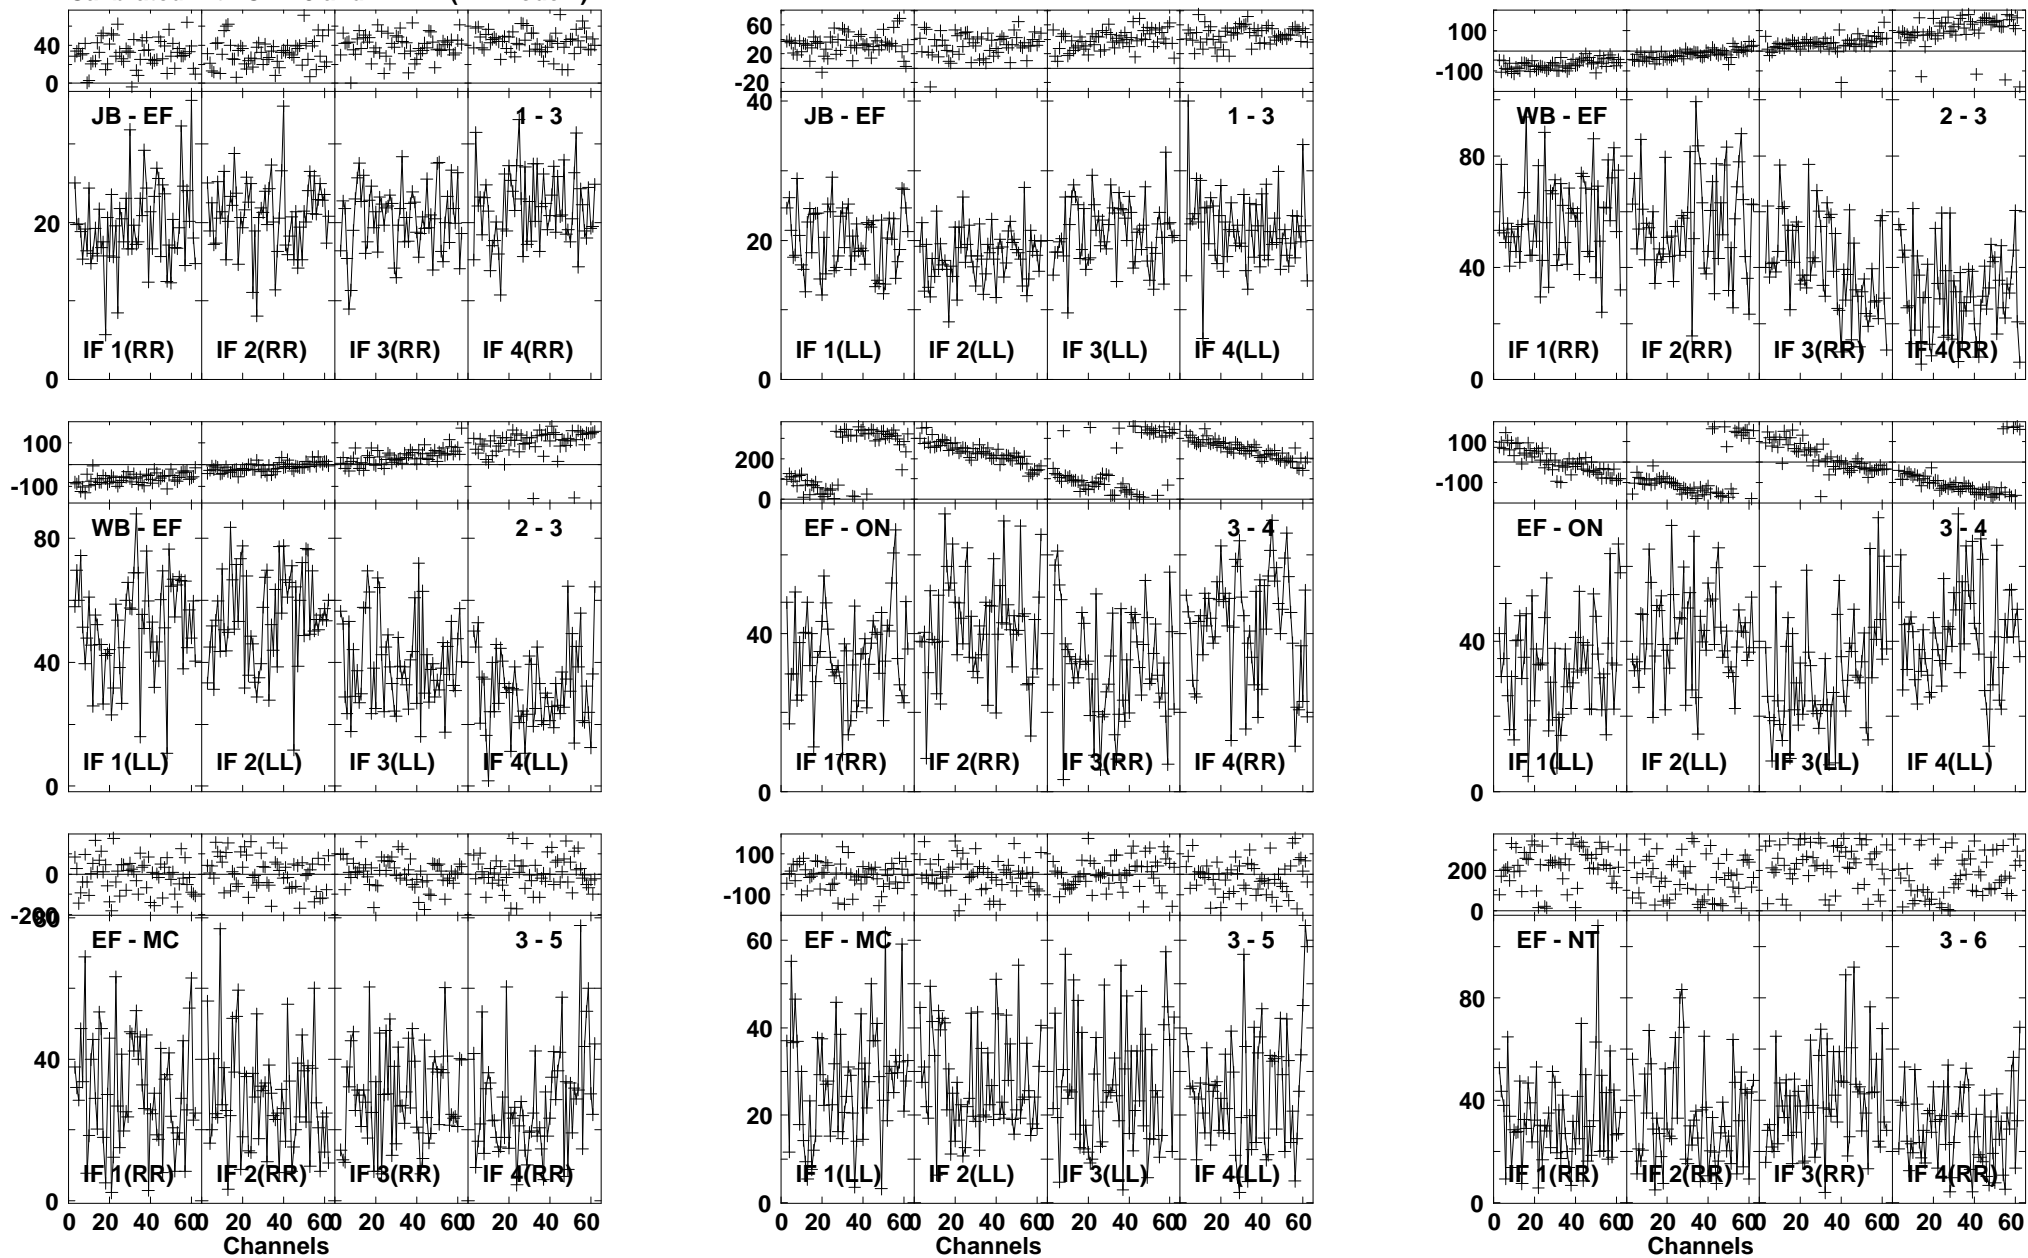 40
0
JB - EF
1 - 3
20
IF 1(RR)
IF 2(RR)
IF 3(RR)
IF 4(RR)
0
60
20
-20
40
JB - EF
1 - 3
20
IF 1(LL)
IF 2(LL)
IF 3(LL)
IF 4(LL)
0
100
-100
WB - EF
2 - 3
80
40
IF 1(RR)
IF 2(RR)
IF 3(RR)
IF 4(RR)
0
100
-100
WB - EF
2 - 3
80
40
IF 1(LL)
IF 2(LL)
IF 3(LL)
IF 4(LL)
0
200
0
EF - ON
3 - 4
40
IF 1(RR)
IF 2(RR)
IF 3(RR)
IF 4(RR)
0
100
-100
EF - ON
3 - 4
40
IF 1(LL)
IF 2(LL)
IF 3(LL)
IF 4(LL)
0
0
-200
80
EF - MC
3 - 5
40
IF 1(RR)
IF 2(RR)
IF 3(RR)
IF 4(RR)
0
0 20 40 60 0 20 40 60 0 20 40 60 0 20 40 60
Channels
100
-100
EF - MC
3 - 5
60
40
20
IF 1(LL)
IF 2(LL)
IF 3(LL)
IF 4(LL)
0
0 20 40 60 0 20 40 60 0 20 40 60 0 20 40 60
Channels
200
0
EF - NT
3 - 6
80
40
IF 1(RR)
IF 2(RR)
IF 3(RR)
IF 4(RR)
0
0 20 40 60 0 20 40 60 0 20 40 60 0 20 40 60
Channels